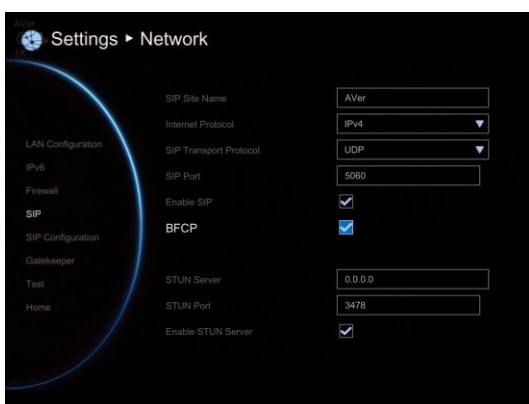 AVer
Settings ▸ Network
1X
SIP Site Name AVer
Internet Protocol IPv4
LAN Configuration
SIP Transport Protocol UDP
IPv6
SIP Port 5060
Firewall
Enable SIP
SIP
BFCP
SIP Configuration
Gatekeeper
STUN Server 0.0.0.0
Test
STUN Port 3478
Home
Enable STUN Server